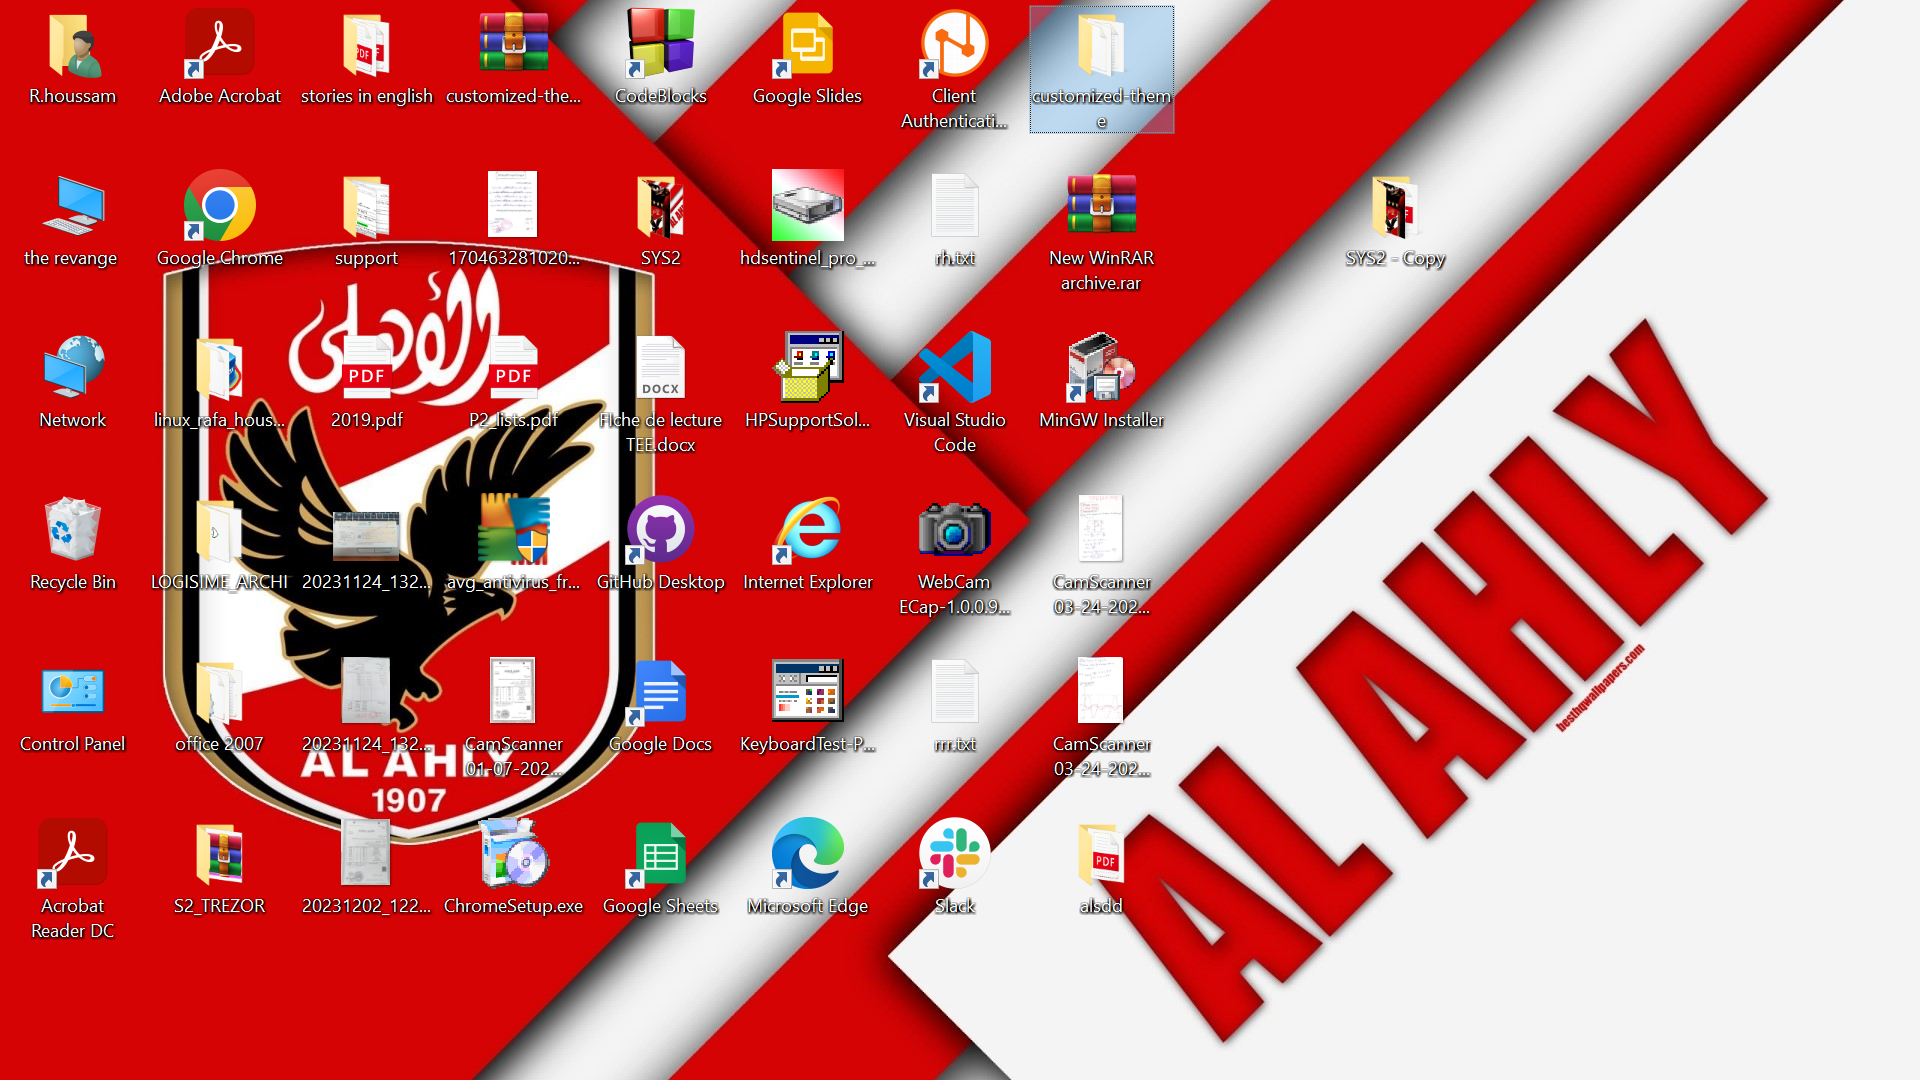 R.houssam
Adobe Acrobat
stories in english
customized-the...
CodeBlocks
Google Slides
Client
Authenticati...
customized-them
e
the revange
Google Chrome
support
170463281020...
SYS2
hdsentinel_pro_...
rh.txt
New WinRAR
archive.rar
SYS2 - Copy
الأهلي
Network
linux_rafa_hous...
PDF
2019.pdf
PDF
P2_lists.pdf
DOCX
Fiche de lecture
TEE.docx
HPSupportSol...
Visual Studio
Code
MinGW Installer
Recycle Bin
LOGISIME_ARCHI
20231124_132...
avg_antivirus_fr...
GitHub Desktop
Internet Explorer
WebCam
ECap-1.0.0.9...
CamScanner
03-24-202...
Control Panel
office 2007
20231124_132...
CamScanner
01-07-202...
Google Docs
KeyboardTest-P...
rrr.txt
CamScanner
03-24-202...
AL AHLY
1907
Acrobat
Reader DC
S2_TREZOR
20231202_122...
ChromeSetup.exe
Google Sheets
Microsoft Edge
Slack
PDF
alsdd
AL AHLY
besthqwallpapers.com